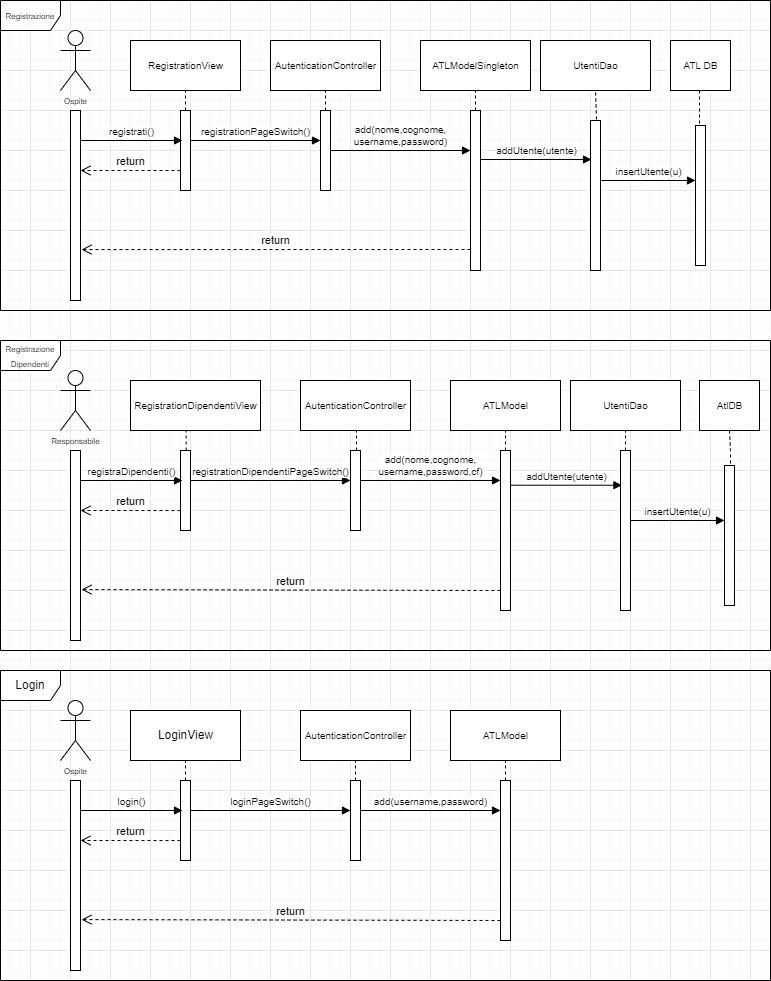 Registrazione
RegistrationView
AutenticationController
ATLModelSingleton
UtentiDao
ATL DB
Ospite
registrati()
registrationPageSwitch()
add(nome,cognome,
username,password)
addUtente(utente)
insertUtente(u)
return
return
Registrazione
Dipendenti
RegistrationDipendentiView
AutenticationController
ATLModel
UtentiDao
AtlDB
Responsabile
registraDipendenti()
registrationDipendentiPageSwitch()
add(nome,cognome,
username,password,cf)
addUtente(utente)
insertUtente(u)
return
return
Login
LoginView
AutenticationController
ATLModel
Ospite
login()
loginPageSwitch()
add(username,password)
return
return